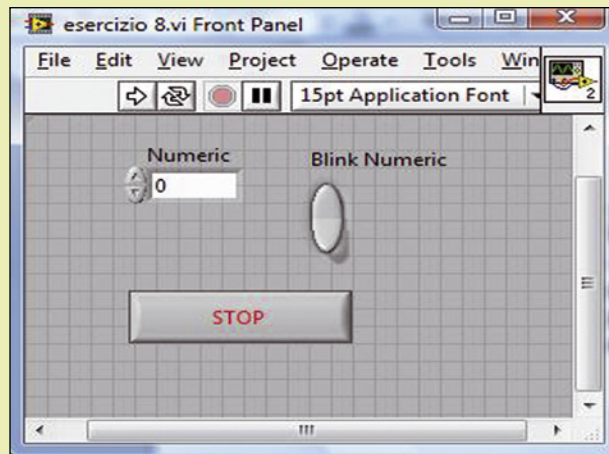 esercizio 8.vi Front Panel
File Edit View Project Operate Tools Win
15pt Application Font
2
Numeric
Blink Numeric
0
STOP